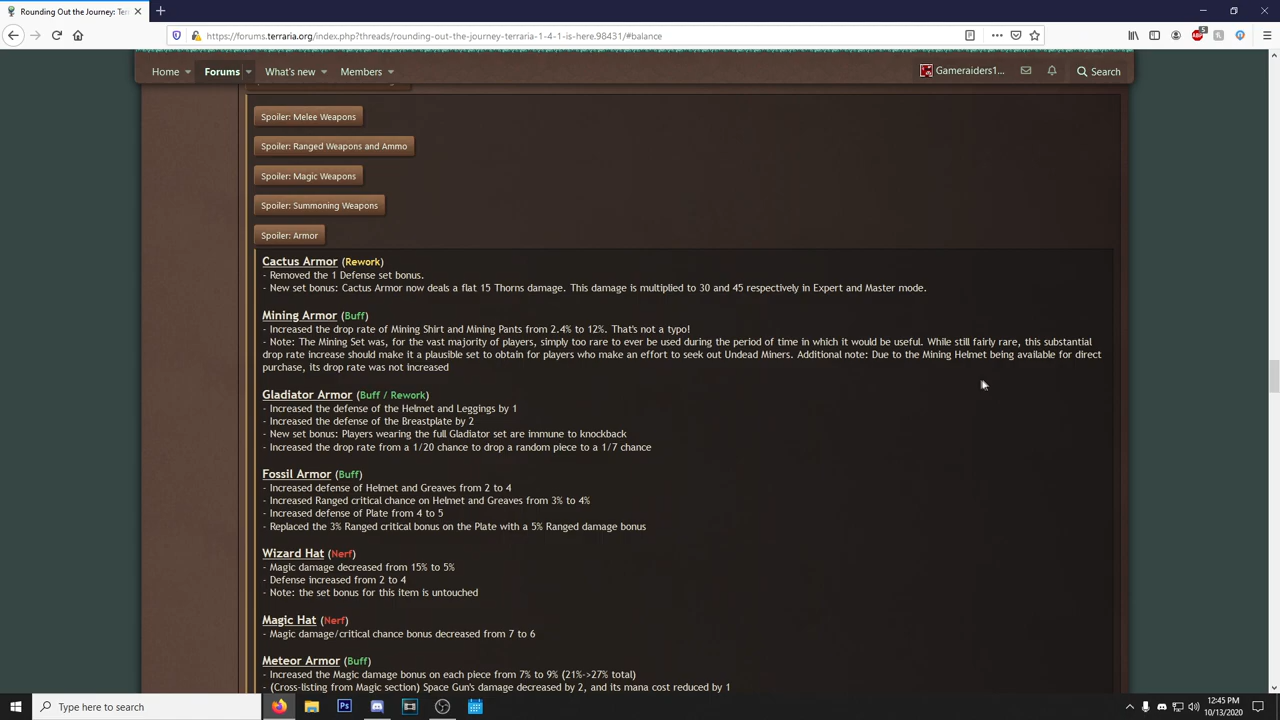 Rounding Out the Journey: Terr
https://forums.terraria.org/index.php?threads/rounding-out-the-journey-terraria-1-4-1-is-here.98431/#balance
Home Forums What's new Members Gameraiders1... Search
Spoiler: Melee Weapons
Spoiler: Ranged Weapons and Ammo
Spoiler: Magic Weapons
Spoiler: Summoning Weapons
Spoiler: Armor
Cactus Armor (Rework)
- Removed the 1 Defense set bonus.
- New set bonus: Cactus Armor now deals a flat 15 Thorns damage. This damage is multiplied to 30 and 45 respectively in Expert and Master mode.
Mining Armor (Buff)
- Increased the drop rate of Mining Shirt and Mining Pants from 2.4% to 12%. That's not a typo!
- Note: The Mining Set was, for the vast majority of players, simply too rare to ever be used during the period of time in which it would be useful. While still fairly rare, this substantial
drop rate increase should make it a plausible set to obtain for players who make an effort to seek out Undead Miners. Additional note: Due to the Mining Helmet being available for direct
purchase, its drop rate was not increased
Gladiator Armor (Buff / Rework)
- Increased the defense of the Helmet and Leggings by 1
- Increased the defense of the Breastplate by 2
- New set bonus: Players wearing the full Gladiator set are immune to knockback
- Increased the drop rate from a 1/20 chance to drop a random piece to a 1/7 chance
Fossil Armor (Buff)
- Increased defense of Helmet and Greaves from 2 to 4
- Increased Ranged critical chance on Helmet and Greaves from 3% to 4%
- Increased defense of Plate from 4 to 5
- Replaced the 3% Ranged critical bonus on the Plate with a 5% Ranged damage bonus
Wizard Hat (Nerf)
- Magic damage decreased from 15% to 5%
- Defense increased from 2 to 4
- Note: the set bonus for this item is untouched
Magic Hat (Nerf)
- Magic damage/critical chance bonus decreased from 7 to 6
Meteor Armor (Buff)
- Increased the Magic damage bonus on each piece from 7% to 9% (21%->27% total)
- (Cross-listing from Magic section) Space Gun's damage decreased by 2, and its mana cost reduced by 1
Type here to search
12:45 PM
10/13/2020